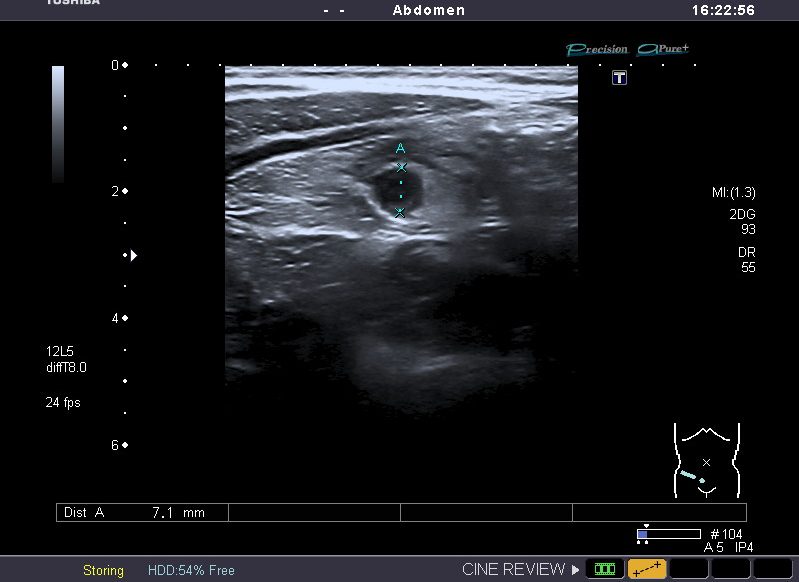 TOSHIBA
- - Abdomen 16:22:56
Precision APure+
T
0
A
2
MI:(1.3)
2DG
93
DR
55
4
12L5
diffT8.0
24 fps
6
Dist A 7.1 mm
#104
A 5 IP4
Storing HDD:54% Free CINE REVIEW